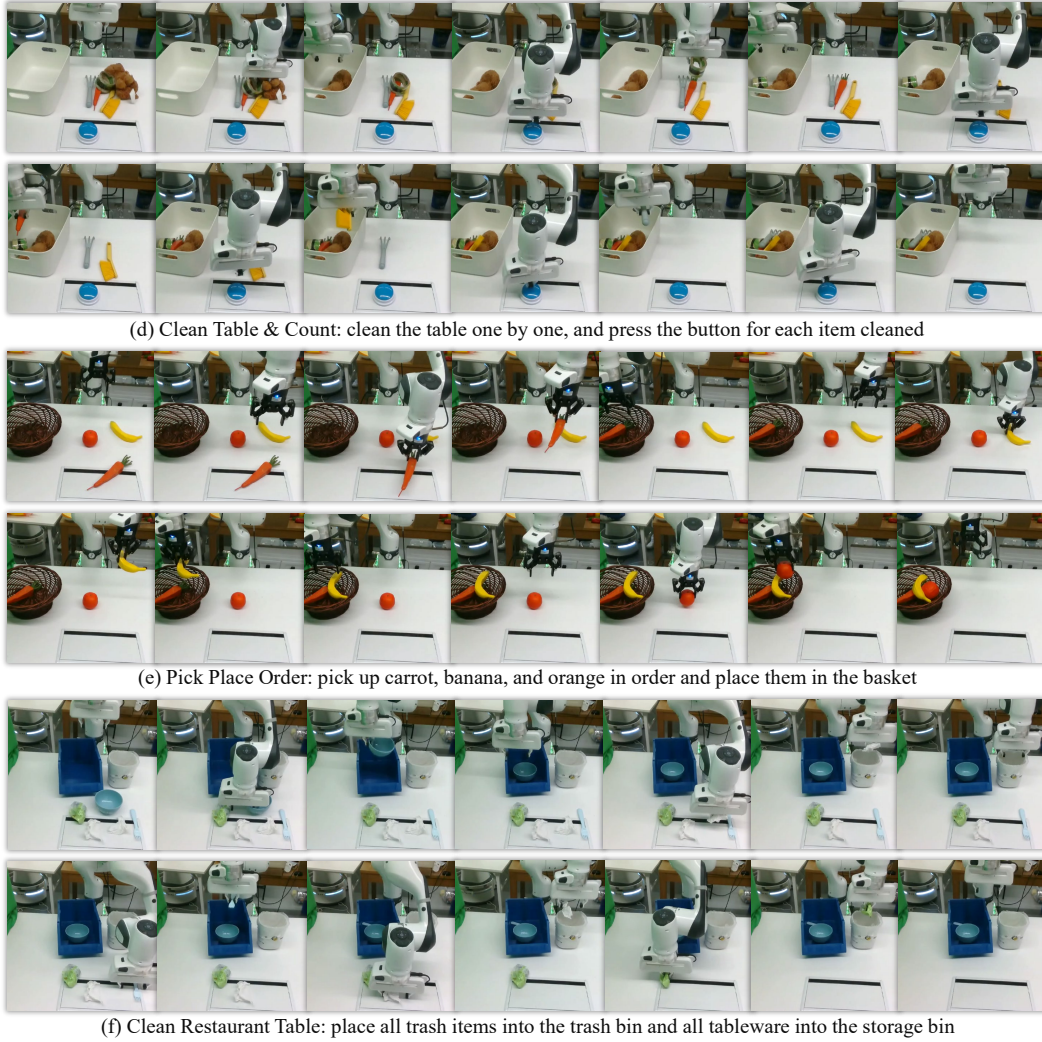 (d) Clean Table & Count: clean the table one by one, and press the button for each item cleaned
(e) Pick Place Order: pick up carrot, banana, and orange in order and place them in the basket
(f) Clean Restaurant Table: place all trash items into the trash bin and all tableware into the storage bin